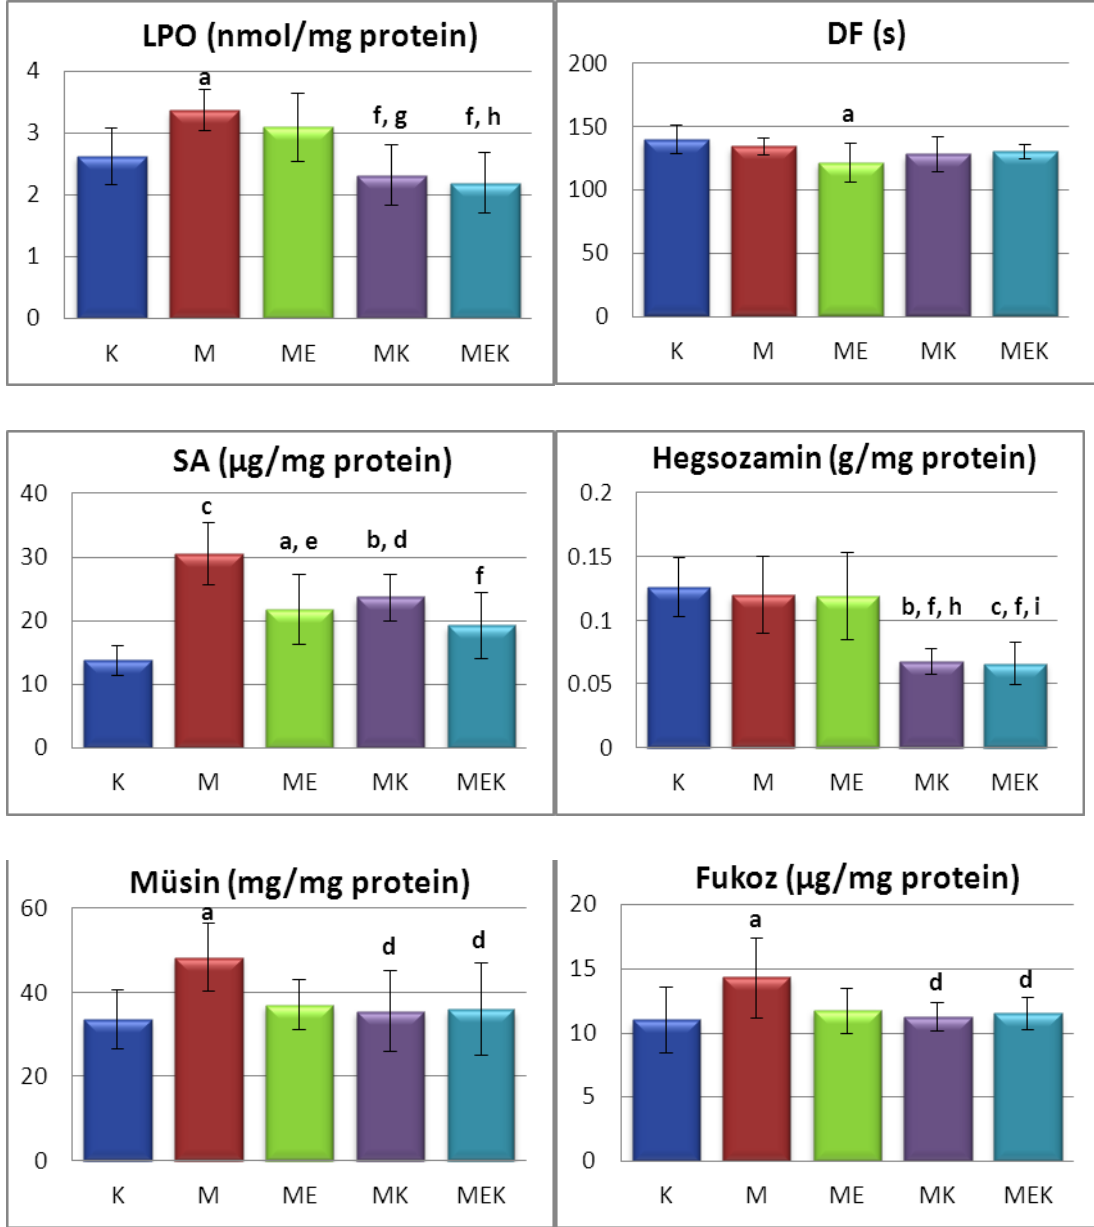 LPO (nmol/mg protein)
4
3
2
1
0
a
f, g
f, h
K M ME MK MEK
DF (s)
200
150
100
50
0
a
K M ME MK MEK
SA (µg/mg protein)
40
30
20
10
0
c
a, e
b, d
f
K M ME MK MEK
Hegsozamin (g/mg protein)
0.2
0.15
0.1
0.05
0
b, f, h
c, f, i
K M ME MK MEK
Müsin (mg/mg protein)
60
40
20
0
a
d
d
K M ME MK MEK
Fukoz (µg/mg protein)
20
15
10
5
0
a
d
d
K M ME MK MEK